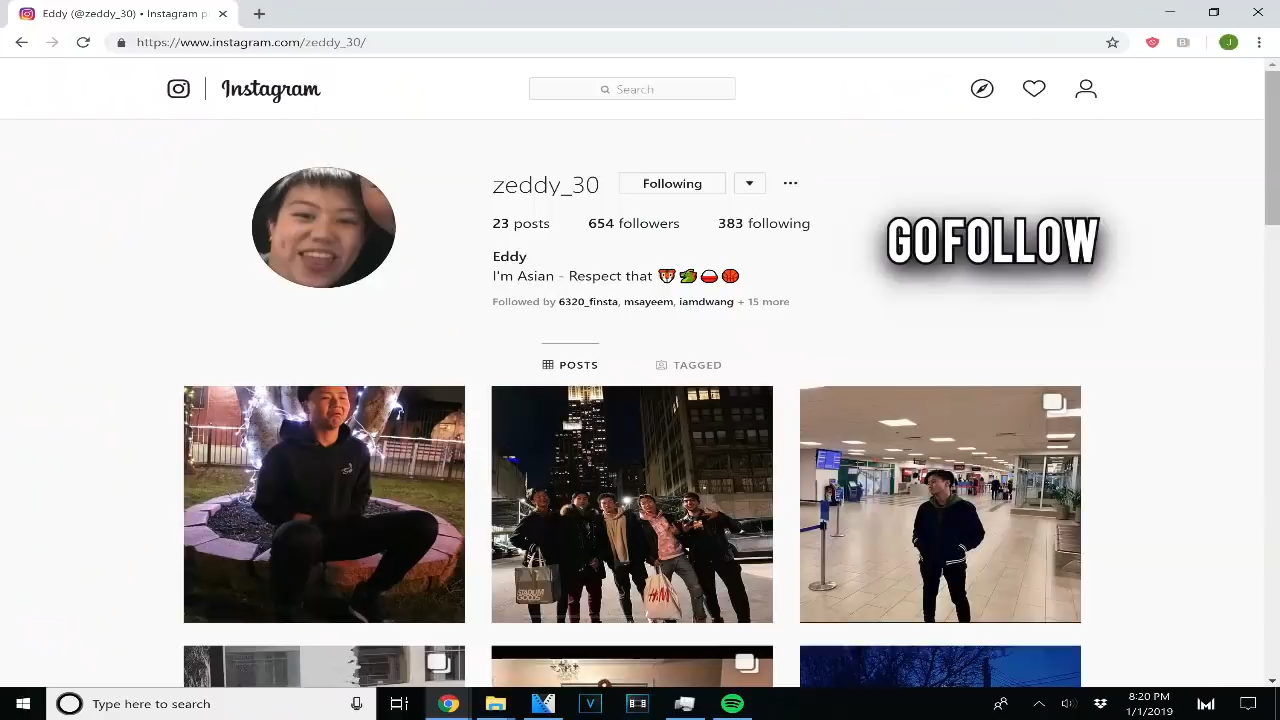 Eddy (@zeddy_30) • Instagram p
https://www.instagram.com/zeddy_30/
Instagram
Search
zeddy_30
Following
23 posts
654 followers
383 following
GO FOLLOW
Eddy
I'm Asian - Respect that 🐯🐲🍚🏀
Followed by 6320_finsta, msayeem, iamdwang + 15 more
POSTS
TAGGED
STADIUM
GOODS
H&M
Type here to search
8:20 PM
1/1/2019